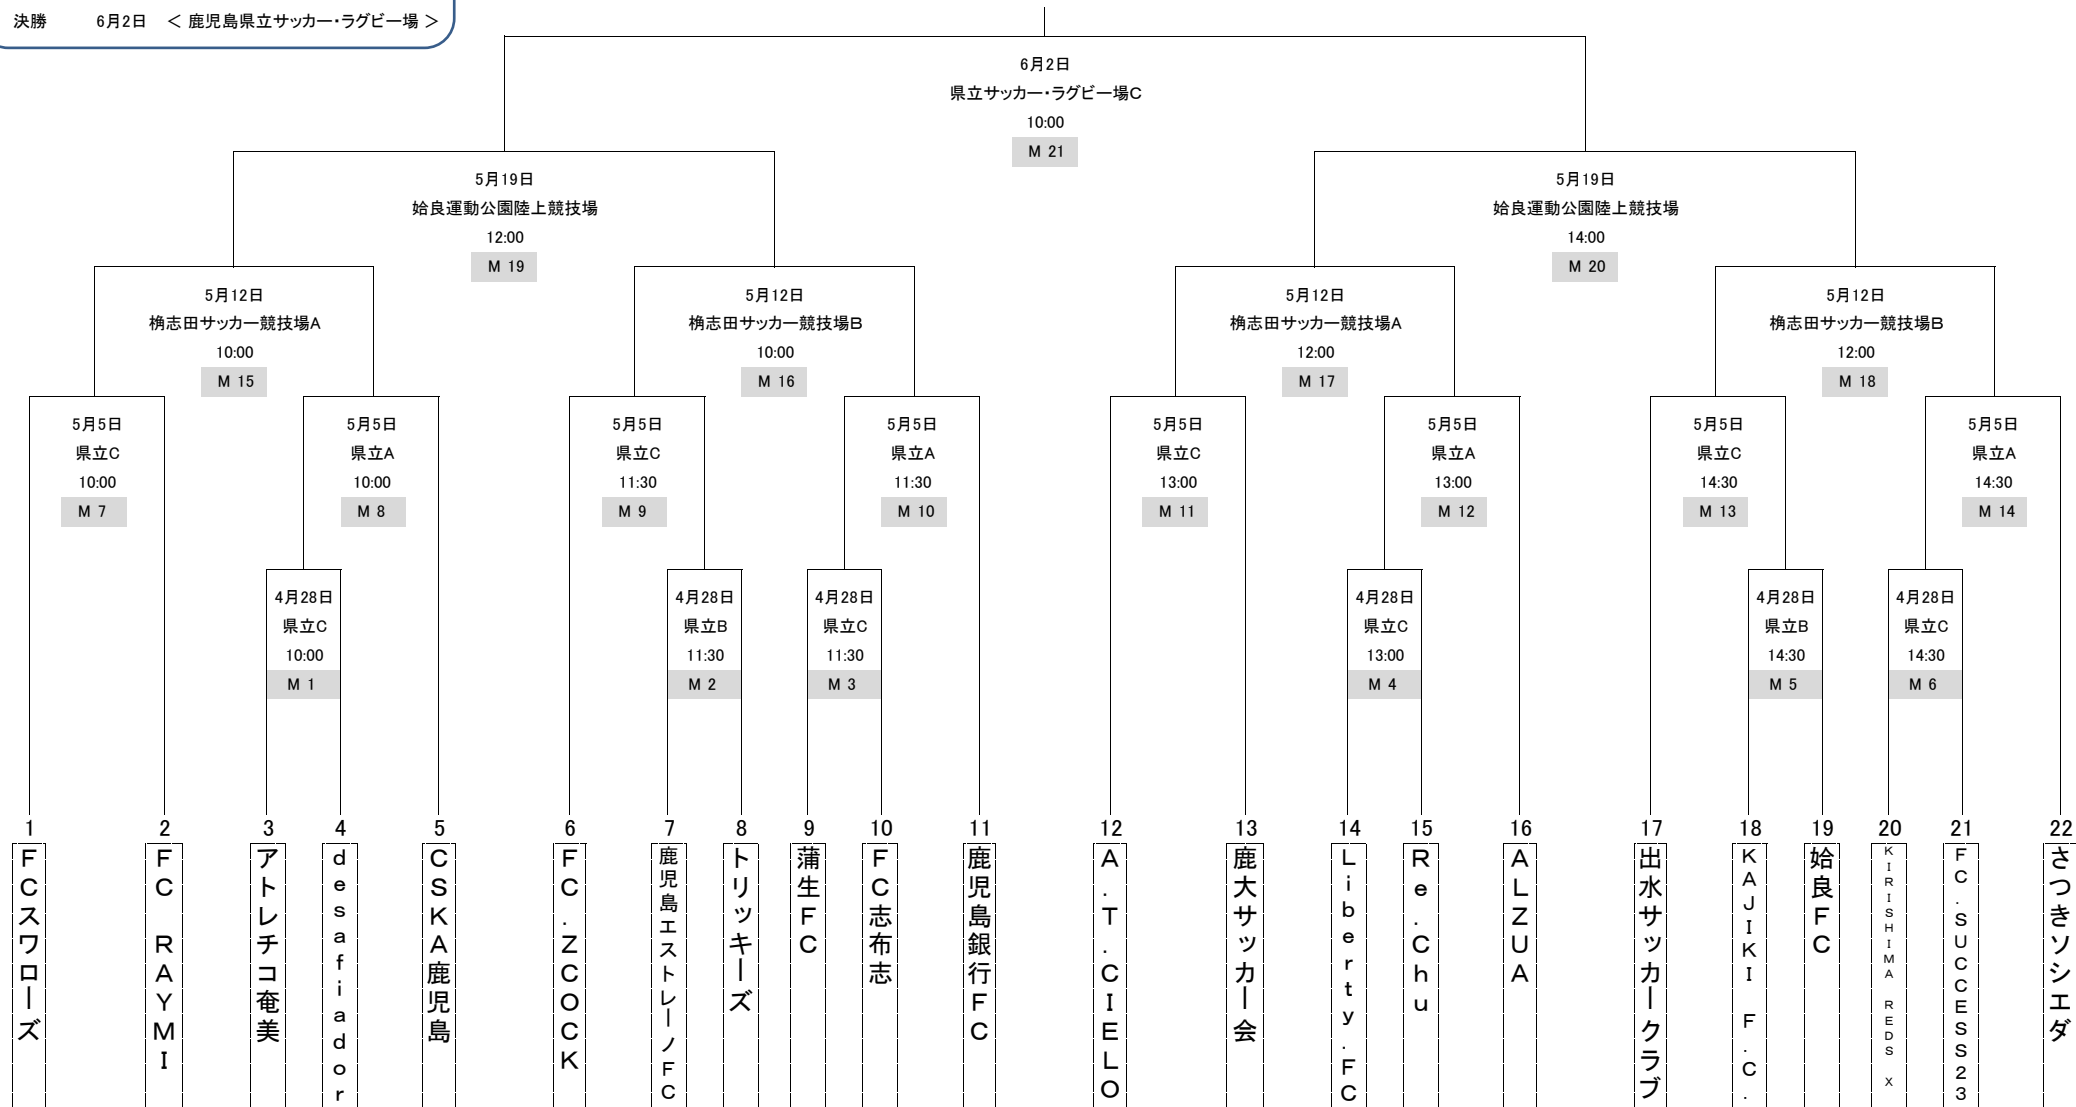 決勝 6月2日 ＜ 鹿児島県立サッカー・ラグビー場 ＞
6月2日
県立サッカー・ラグビー場C
10:00
M 21
5月19日
姶良運動公園陸上競技場
12:00
M 19
5月19日
姶良運動公園陸上競技場
14:00
M 20
5月12日
桷志田サッカー競技場A
10:00
M 15
5月12日
桷志田サッカー競技場B
10:00
M 16
5月12日
桷志田サッカー競技場A
12:00
M 17
5月12日
桷志田サッカー競技場B
12:00
M 18
5月5日
県立C
10:00
M 7
5月5日
県立A
10:00
M 8
5月5日
県立C
11:30
M 9
5月5日
県立A
11:30
M 10
5月5日
県立C
13:00
M 11
5月5日
県立A
13:00
M 12
5月5日
県立C
14:30
M 13
5月5日
県立A
14:30
M 14
4月28日
県立C
10:00
M 1
4月28日
県立B
11:30
M 2
4月28日
県立C
11:30
M 3
4月28日
県立C
13:00
M 4
4月28日
県立B
14:30
M 5
4月28日
県立C
14:30
M 6
1
FCスワローズ
2
FC RAYMI
3
アトレチコ奄美
4
desafiador
5
CSKA鹿児島
6
FC.ZCOCK
7
鹿児島エストレーノFC
8
トリッキーズ
9
蒲生FC
10
FC志布志
11
鹿児島銀行FC
12
A.T.CIELO
13
鹿大サッカー会
14
Liberty.FC
15
Re.Chu
16
ALZUA
17
出水サッカークラブ
18
KAJIKI F.C.
19
姶良FC
20
KIRISHIMA REDS X
21
FC.SUCCESS23
22
さつきソシエダ